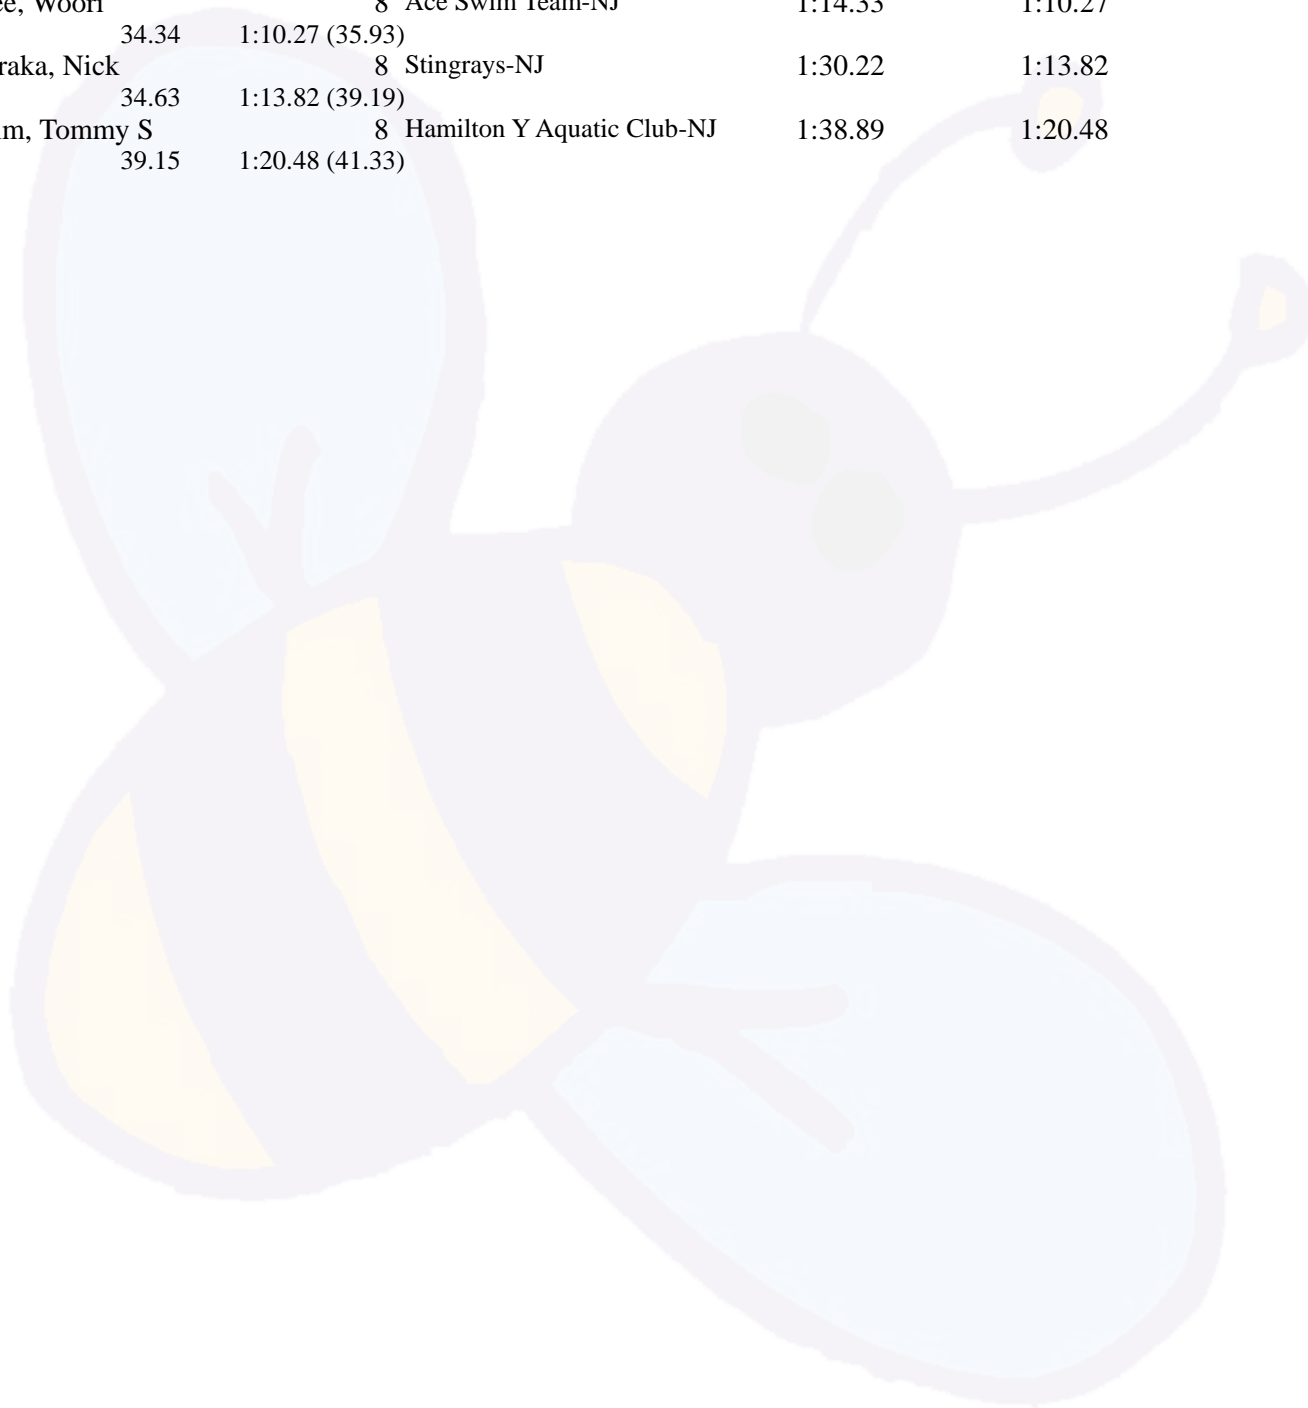 ee, Woori 8 Ace Swim Team-NJ 1:14.33 1:10.27
34.34 1:10.27 (35.93)
raka, Nick 8 Stingrays-NJ 1:30.22 1:13.82
34.63 1:13.82 (39.19)
m, Tommy S 8 Hamilton Y Aquatic Club-NJ 1:38.89 1:20.48
39.15 1:20.48 (41.33)